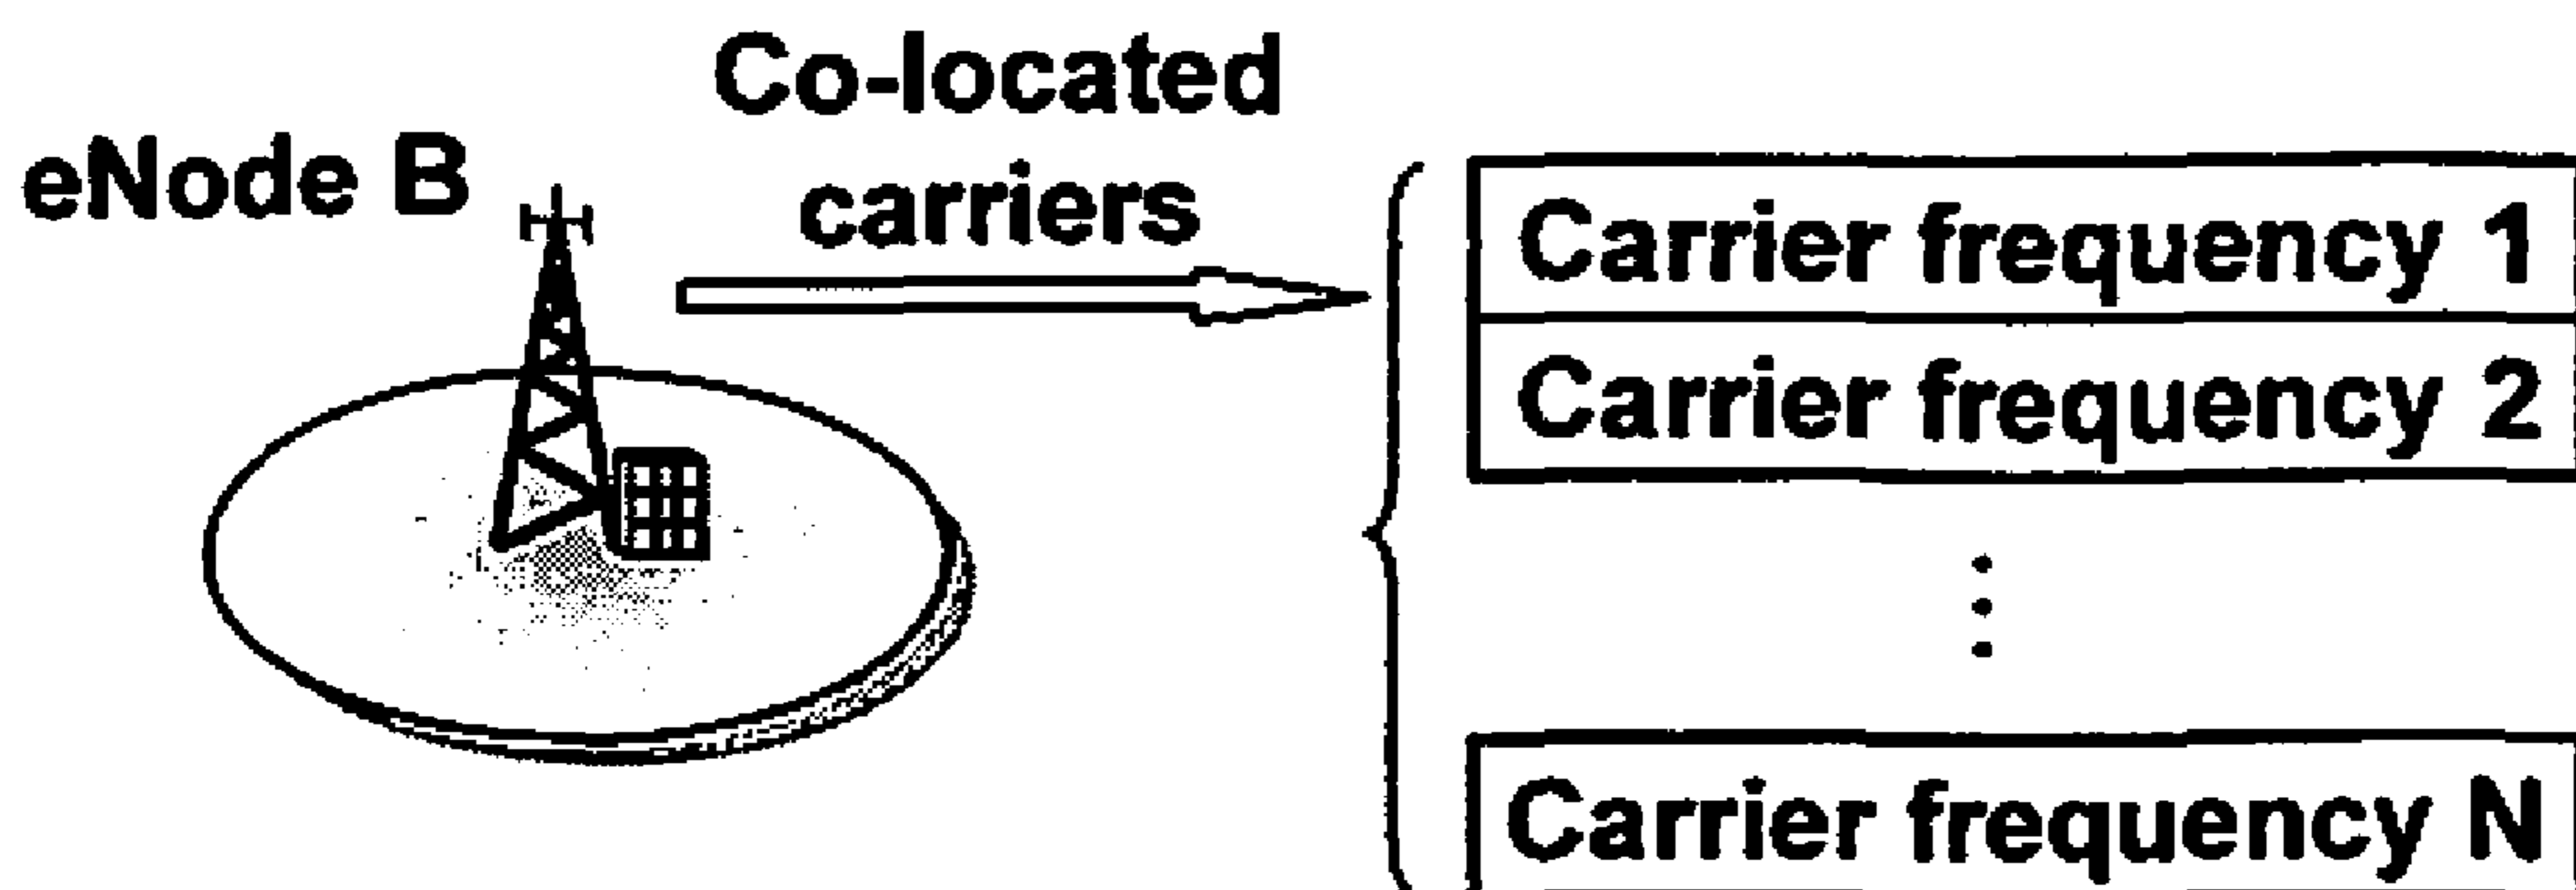 eNode B
Co-located
carriers
Carrier frequency 1
Carrier frequency 2
Carrier frequency N